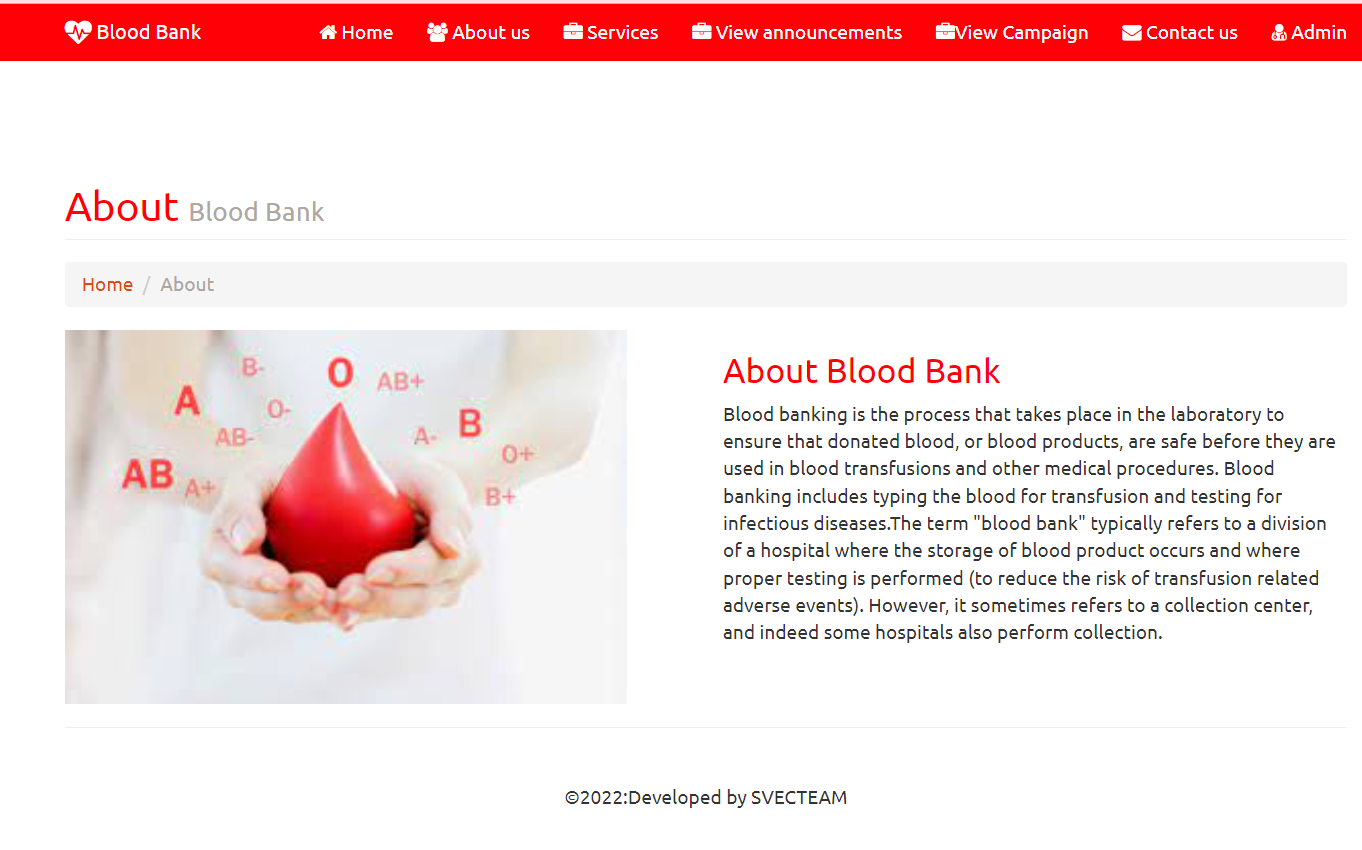 Blood Bank Home About us Services View announcements View Campaign Contact us Admin
About Blood Bank
Home / About
B-
O
AB+
A
O-
B
AB-
A-
O+
AB
A+
B+
About Blood Bank
Blood banking is the process that takes place in the laboratory to
ensure that donated blood, or blood products, are safe before they are
used in blood transfusions and other medical procedures. Blood
banking includes typing the blood for transfusion and testing for
infectious diseases.The term "blood bank" typically refers to a division
of a hospital where the storage of blood product occurs and where
proper testing is performed (to reduce the risk of transfusion related
adverse events). However, it sometimes refers to a collection center,
and indeed some hospitals also perform collection.
©2022:Developed by SVECTEAM